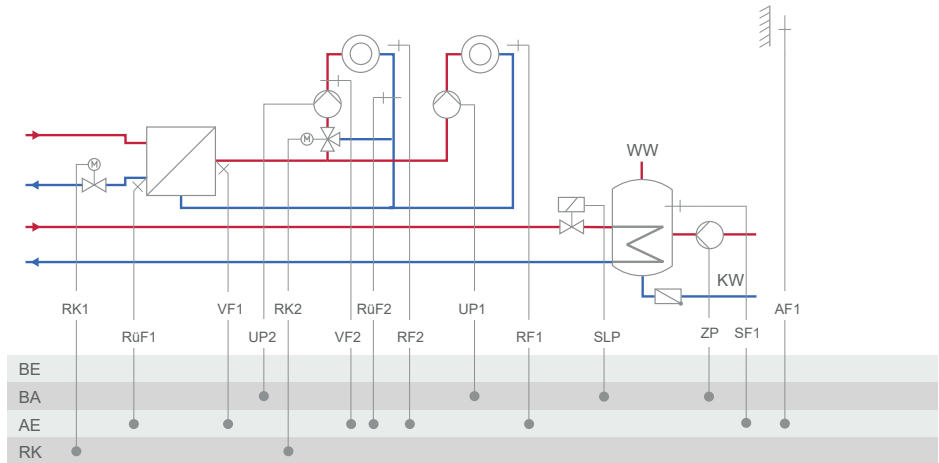 WW
M
M
KW
RK1
VF1
RK2
RüF2
UP1
AF1
RüF1
UP2
VF2
RF2
RF1
SLP
ZP
SF1
BE
BA
AE
RK